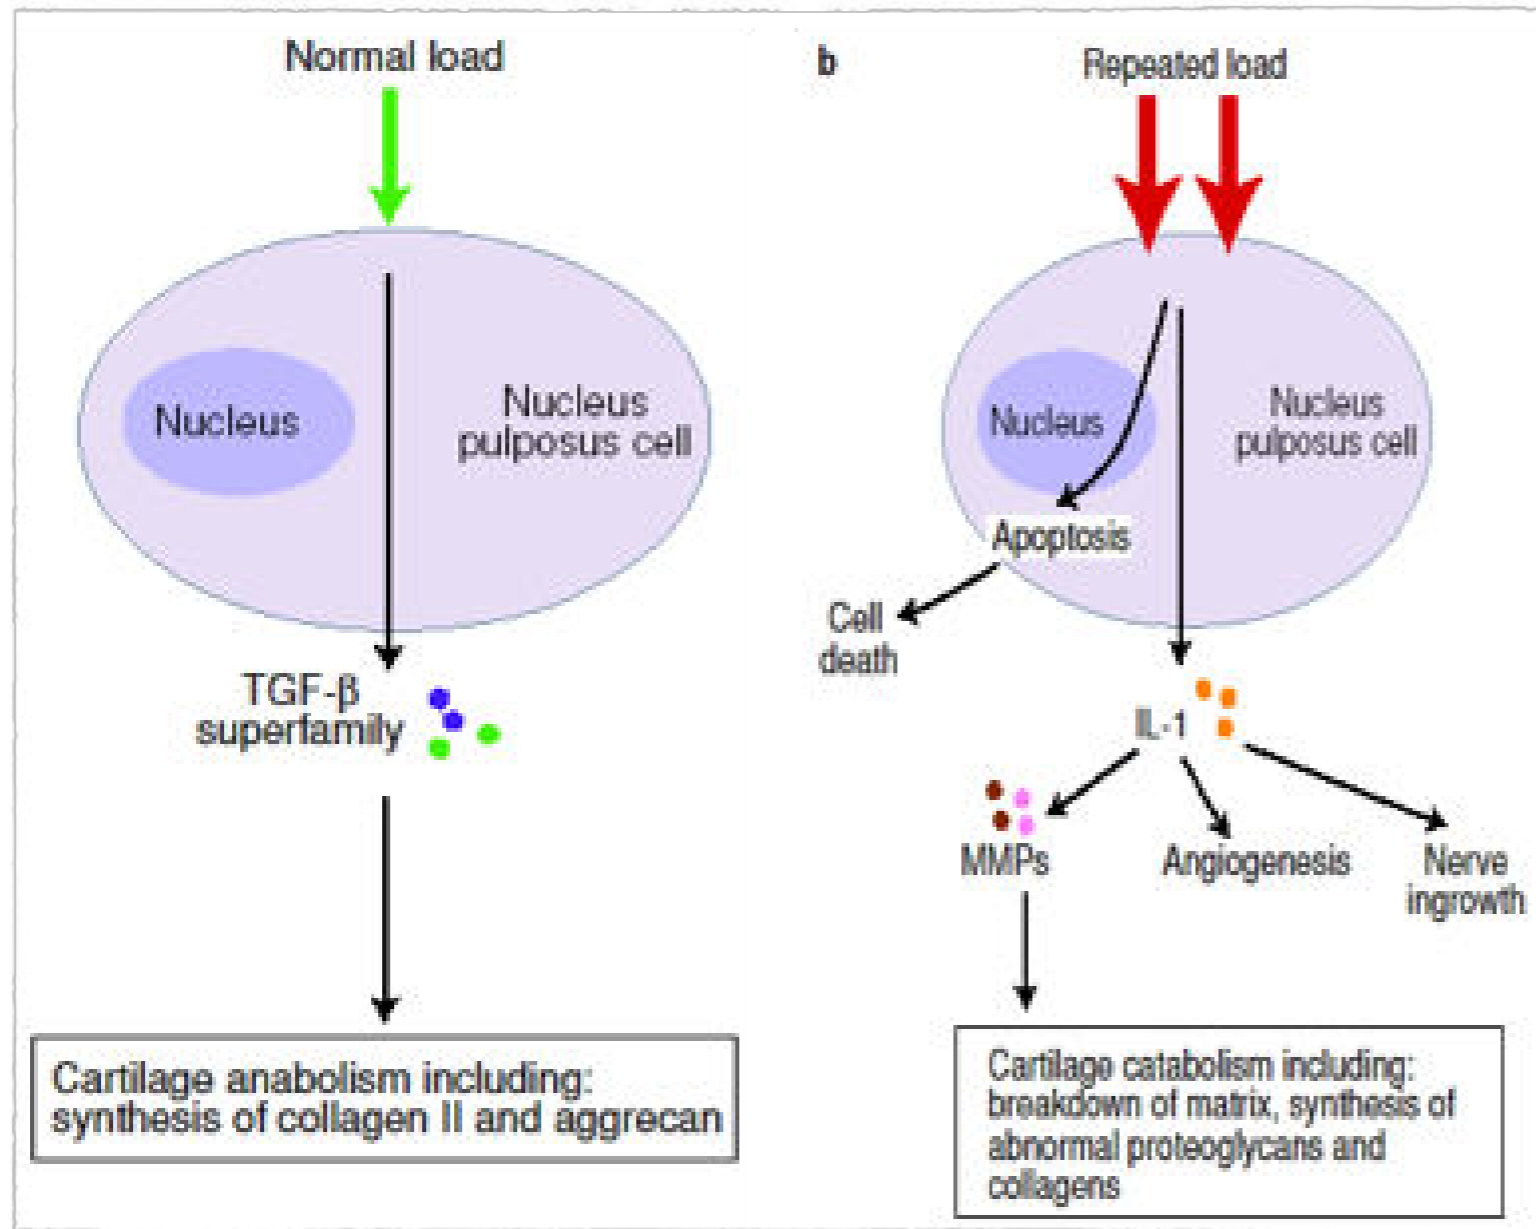 Normal load
Nucleus
Nucleus
pulposus cell
TGF-β
superfamily
Cartilage anabolism including:
synthesis of collagen II and aggrecan
b
Repeated load
Nucleus
Nucleus
pulposus cell
Apoptosis
Cell
death
IL-1
MMPs
Angiogenesis
Nerve
ingrowth
Cartilage catabolism including:
breakdown of matrix, synthesis of
abnormal proteoglycans and
collagens